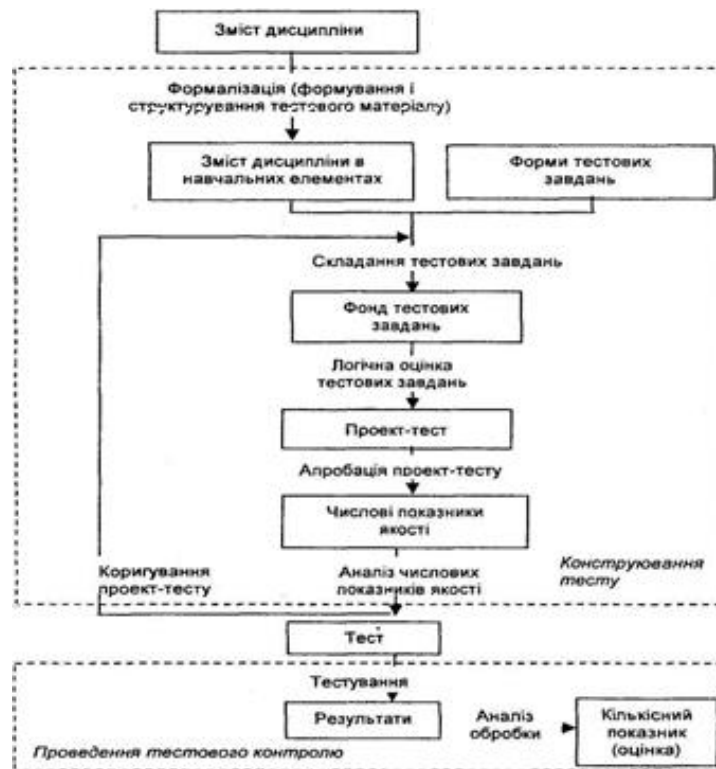 Зміст дисципліни
Формалізація (формування і
структурування тестового матеріалу)
Зміст дисципліни в
навчальних елементах
Форми тестових
завдань
Складання тестових завдань
Фонд тестових
завдань
Логічна оцінка
тестових завдань
Проект-тест
Апробація проект-тесту
Числові показники
якості
Коригування
проект-тесту
Аналіз числових
показників якості
Конструювання
тесту
Тест
Тестування
Результати
Аналіз
обробки
Кількісний
показник
(оцінка)
Проведення тестового контролю